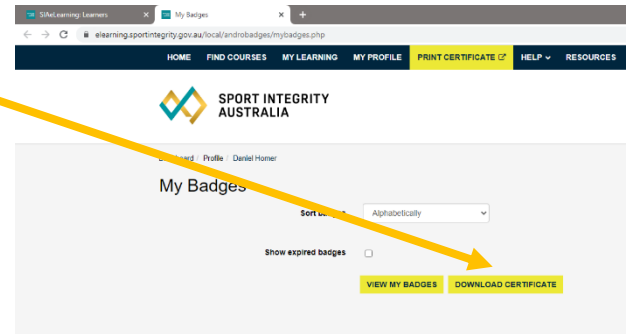 SIAeLearning: Learners
My Badges
elearning.sportintegrity.gov.au/local/androbadges/mybadges.php
HOME FIND COURSES MY LEARNING MY PROFILE PRINT CERTIFICATE HELP RESOURCES
SPORT INTEGRITY
AUSTRALIA
/ Profile / Daniel Homer
My Badges
Sort
Alphabetically
Show expired badges
VIEW MY BADGES DOWNLOAD CERTIFICATE